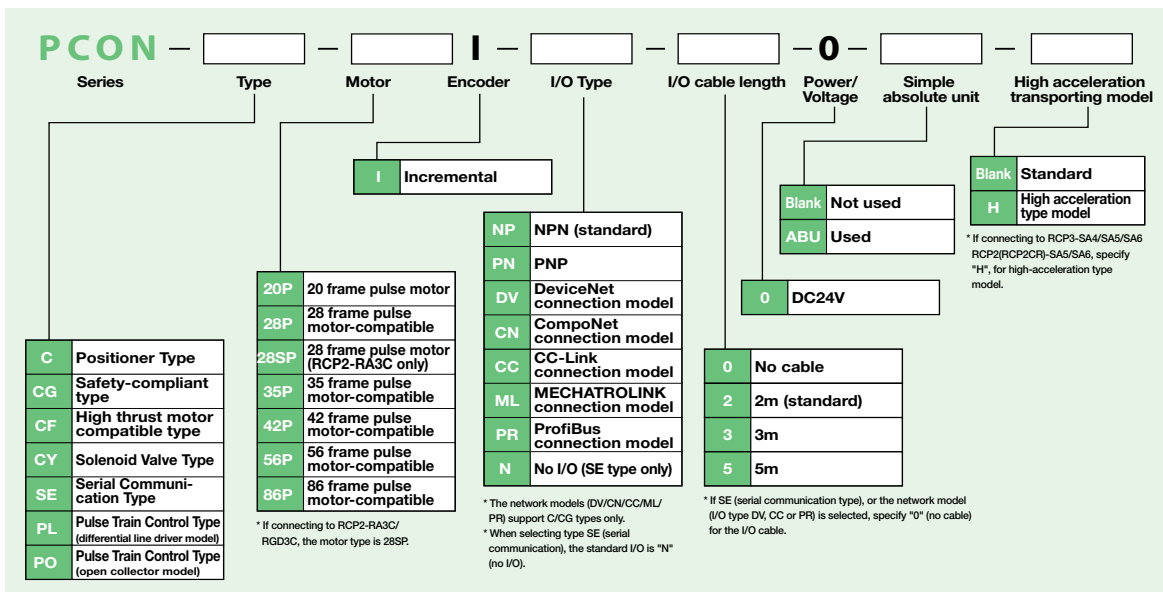 PCON — — I — — — 0 — —
Series
Type
Motor
Encoder
I/O Type
I/O cable length
Power/
Voltage
Simple
absolute unit
High acceleration
transporting model
C Positioner Type
CG Safety-compliant
type
CF High thrust motor
compatible type
CY Solenoid Valve Type
SE Serial Communi-
cation Type
PL Pulse Train Control Type
(differential line driver model)
PO Pulse Train Control Type
(open collector model)
20P 20 frame pulse motor
28P 28 frame pulse
motor-compatible
28SP 28 frame pulse motor
(RCP2-RA3C only)
35P 35 frame pulse
motor-compatible
42P 42 frame pulse
motor-compatible
56P 56 frame pulse
motor-compatible
86P 86 frame pulse
motor-compatible
* If connecting to RCP2-RA3C/
RGD3C, the motor type is 28SP.
I Incremental
NP NPN (standard)
PN PNP
DV DeviceNet
connection model
CN CompoNet
connection model
CC CC-Link
connection model
ML MECHATROLINK
connection model
PR ProfiBus
connection model
N No I/O (SE type only)
* The network models (DV/CN/CC/ML/
PR) support C/CG types only.
* When selecting type SE (serial
communication), the standard I/O is "N"
(no I/O).
0 No cable
2 2m (standard)
3 3m
5 5m
* If SE (serial communication type), or the network model
(I/O type DV, CC or PR) is selected, specify "0" (no cable)
for the I/O cable.
0 DC24V
Blank Not used
ABU Used
Blank Standard
H High acceleration
type model
* If connecting to RCP3-SA4/SA5/SA6
RCP2(RCP2CR)-SA5/SA6, specify
"H", for high-acceleration type
model.